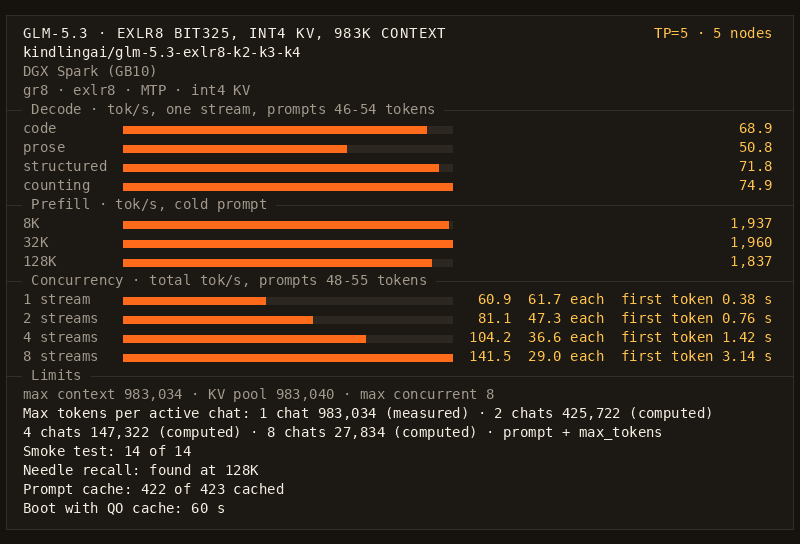 GLM-5.3 · EXLR8 BIT325, INT4 KV, 983K CONTEXT TP=5 · 5 nodes
kindlingai/glm-5.3-exlr8-k2-k3-k4
DGX Spark (GB10)
gr8 · exlr8 · MTP · int4 KV
Decode · tok/s, one stream, prompts 46-54 tokens
code 68.9
prose 50.8
structured 71.8
counting 74.9
Prefill · tok/s, cold prompt
8K 1,937
32K 1,960
128K 1,837
Concurrency · total tok/s, prompts 48-55 tokens
1 stream 60.9 61.7 each first token 0.38 s
2 streams 81.1 47.3 each first token 0.76 s
4 streams 104.2 36.6 each first token 1.42 s
8 streams 141.5 29.0 each first token 3.14 s
Limits
max context 983,034 · KV pool 983,040 · max concurrent 8
Max tokens per active chat: 1 chat 983,034 (measured) · 2 chats 425,722 (computed)
4 chats 147,322 (computed) · 8 chats 27,834 (computed) · prompt + max_tokens
Smoke test: 14 of 14
Needle recall: found at 128K
Prompt cache: 422 of 423 cached
Boot with QO cache: 60 s